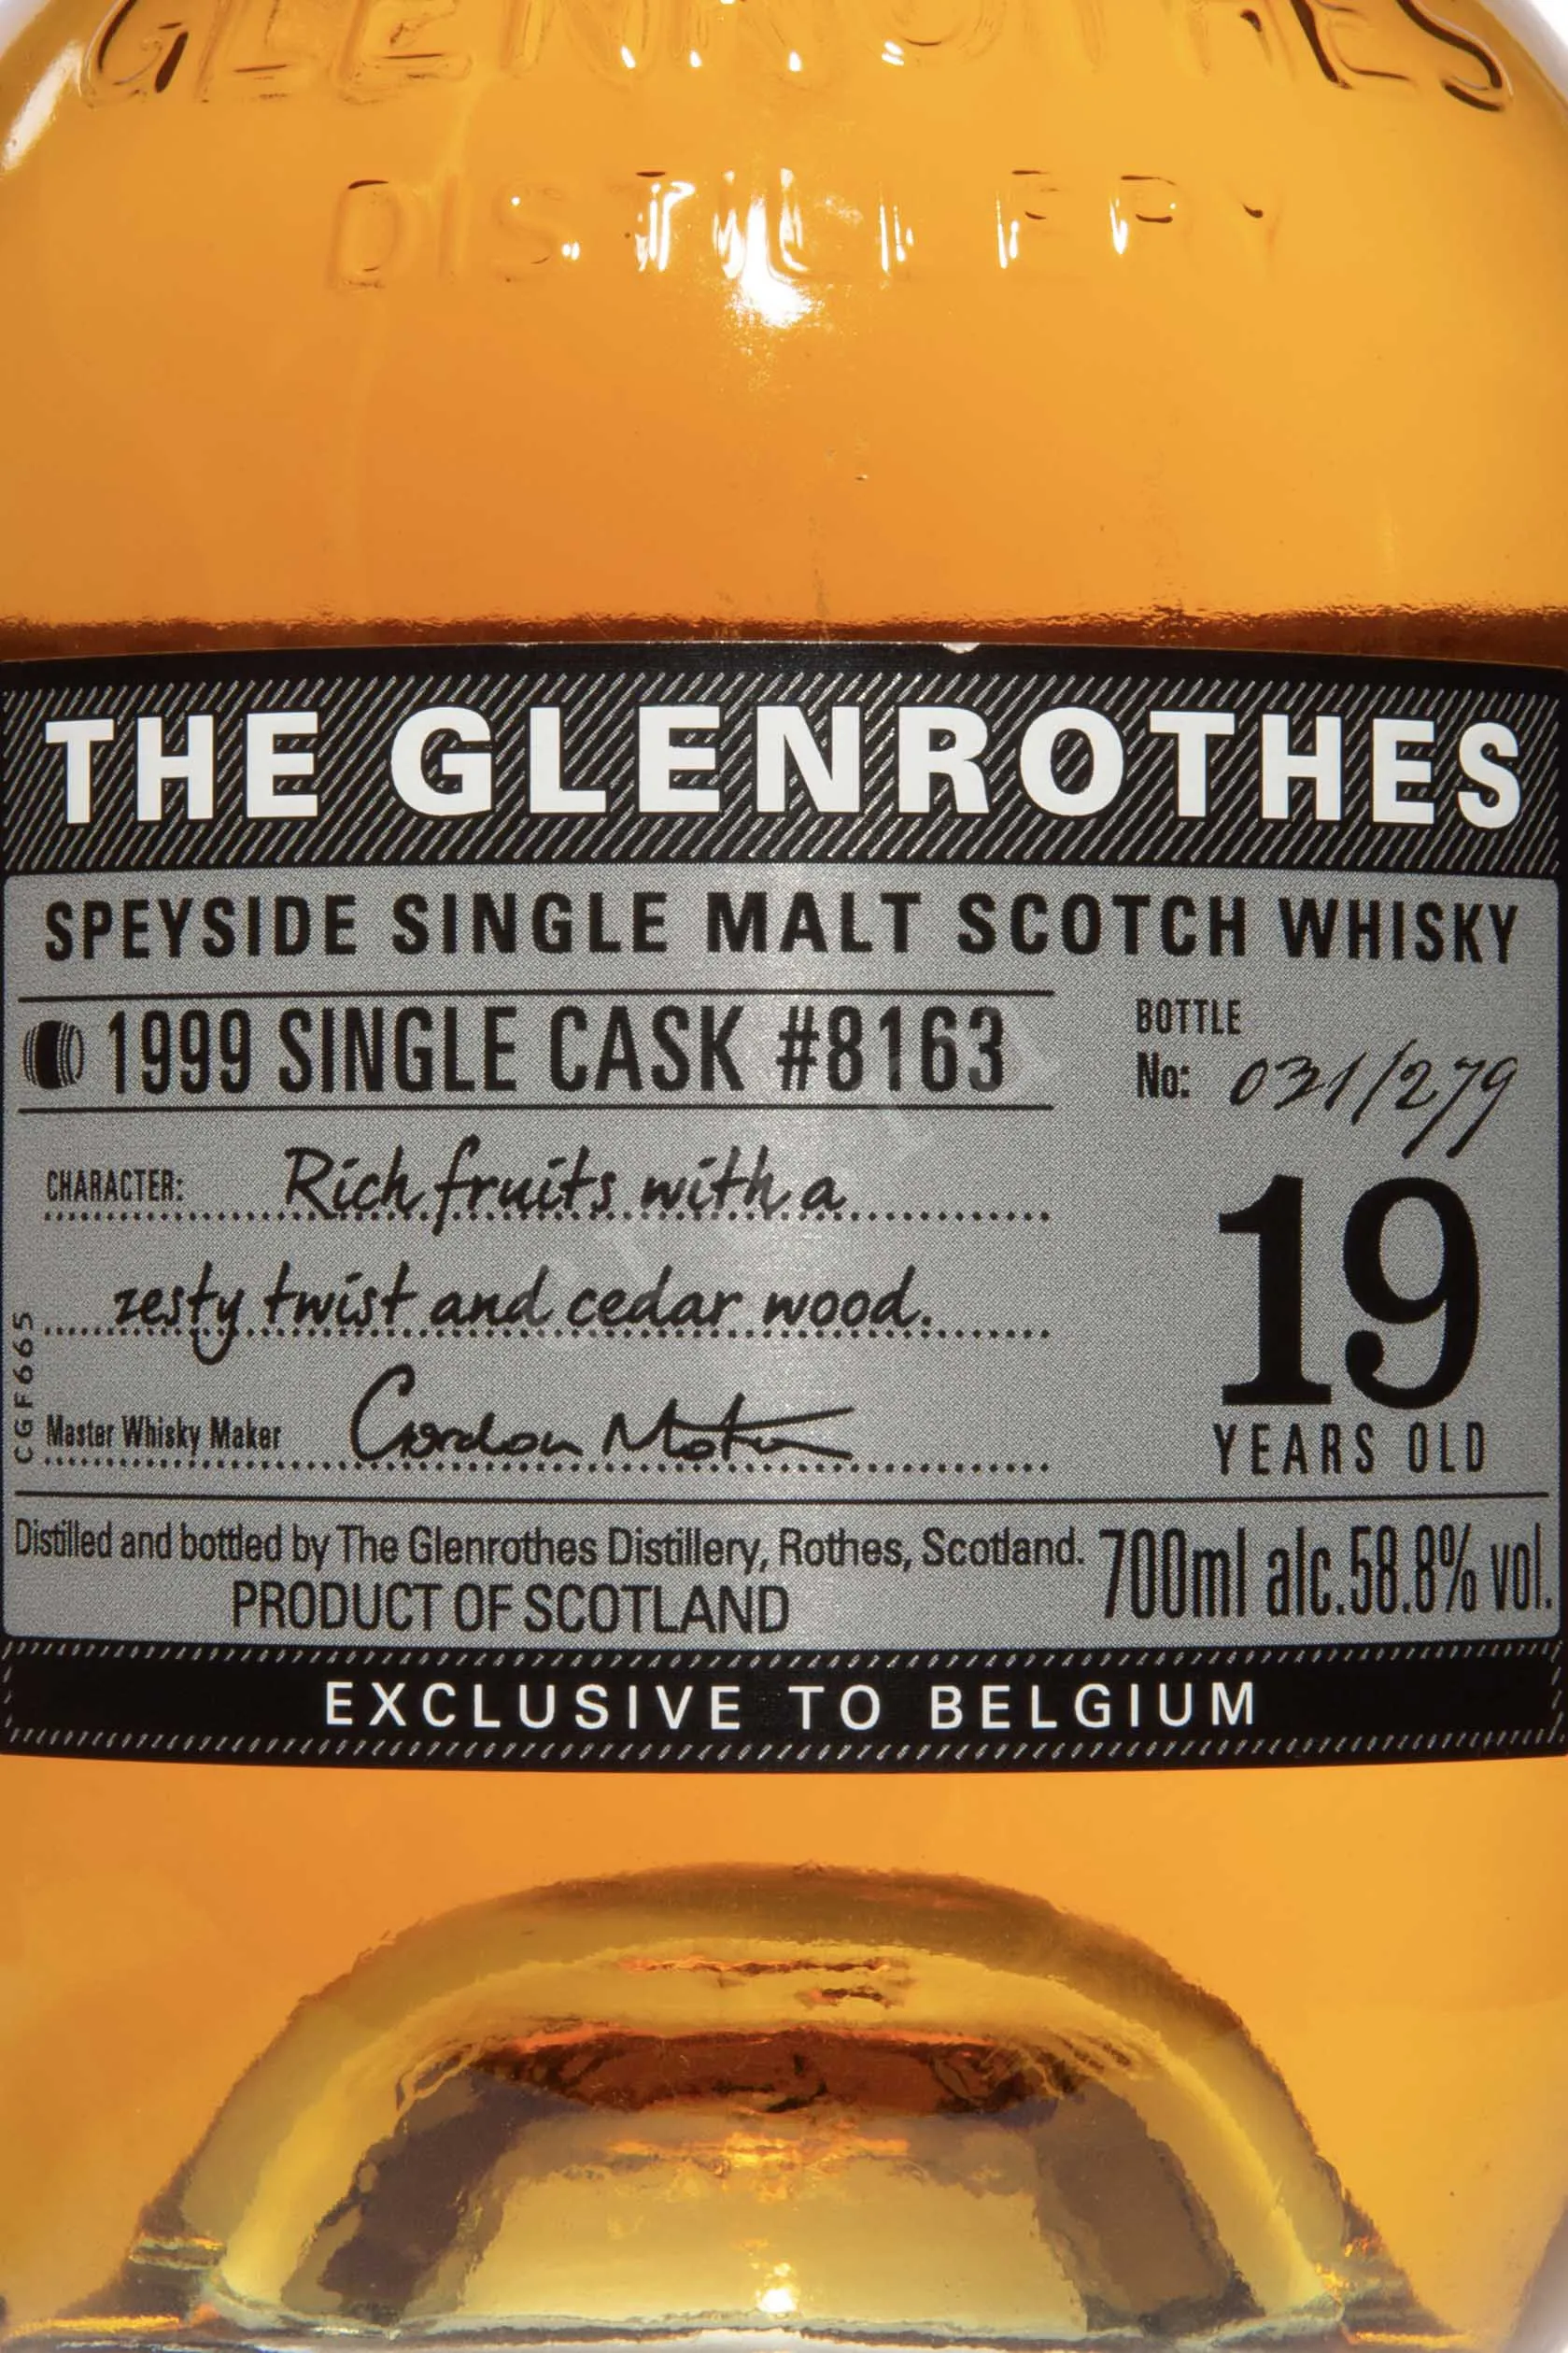 GLENROTHES
DISTILLERY
THE GLENROTHES
SPEYSIDE SINGLE MALT SCOTCH WHISKY
1999 SINGLE CASK #8163
BOTTLE
No: 031/279
CHARACTER: Rich fruits with a
zesty twist and cedar wood.
19
YEARS OLD
CGF665
Master Whisky Maker Gordon Motion
Distilled and bottled by The Glenrothes Distillery, Rothes, Scotland.
PRODUCT OF SCOTLAND
700ml alc.58.8% vol.
EXCLUSIVE TO BELGIUM